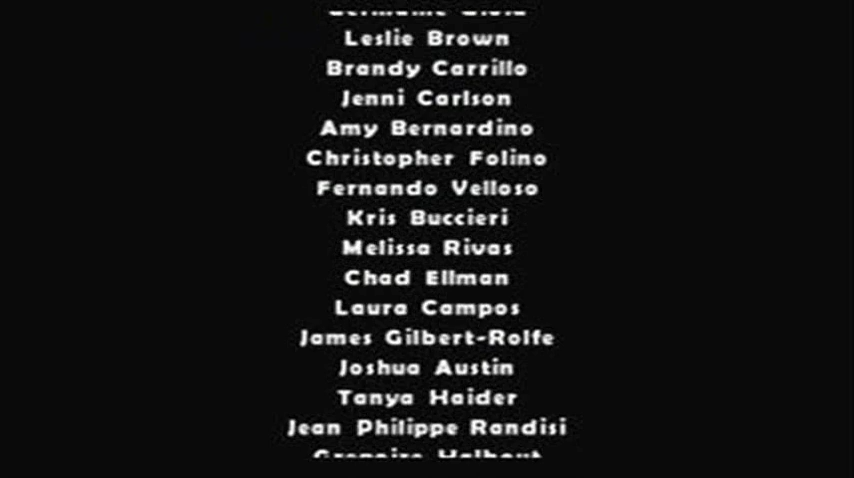 Leslie Brown
Brandy Carrillo
Jenni Carlson
Amy Bernardino
Christopher Folino
Fernando Velloso
Kris Buccieri
Melissa Rivas
Chad Ellman
Laura Campos
James Gilbert-Rolfe
Joshua Austin
Tanya Haider
Jean Philippe Randisi